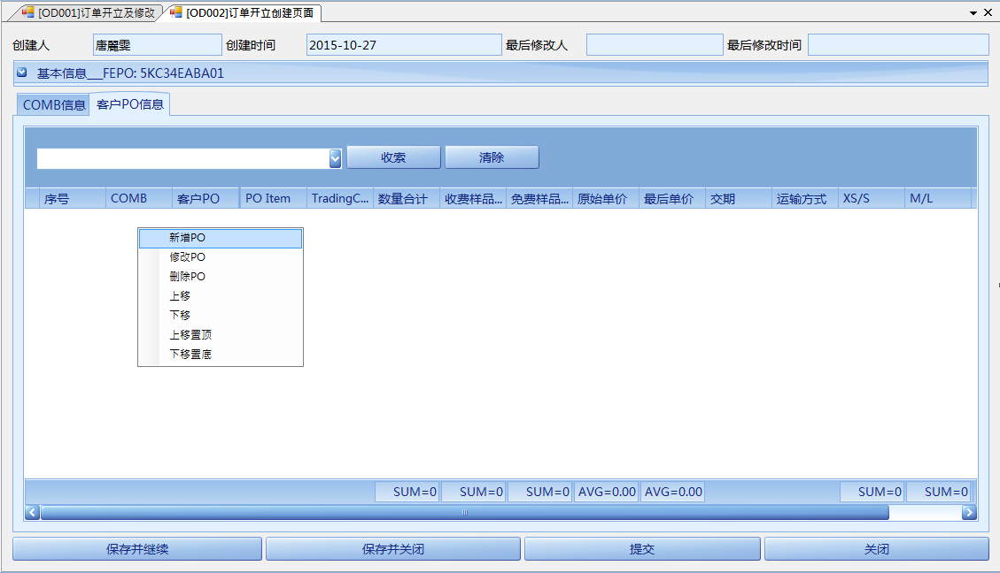 [OD001]订单开立及修改 [OD002]订单开立创建页面
创建人 唐麗雯 创建时间 2015-10-27 最后修改人 最后修改时间
基本信息___FEPO: 5KC34EABA01
COMB信息 客户PO信息
收索 清除
序号 COMB 客户PO PO Item TradingC... 数量合计 收费样品... 免费样品... 原始单价 最后单价 交期 运输方式 XS/S M/L
新增PO
修改PO
删除PO
上移
下移
上移置顶
下移置底
SUM=0 SUM=0 SUM=0 AVG=0.00 AVG=0.00 SUM=0 SUM=0
保存并继续 保存并关闭 提交 关闭